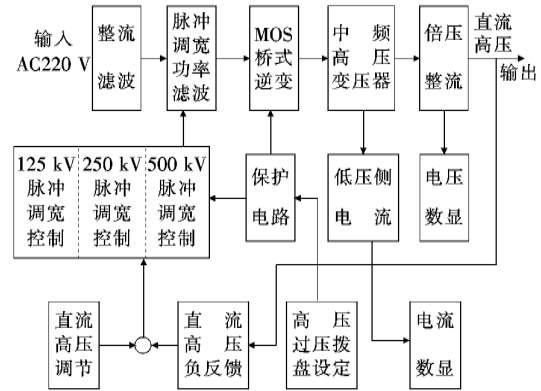 输入
AC220 V
整流
滤波
脉冲
调宽
功率
滤波
MOS
桥式
逆变
中频
高压
变压器
倍压
整流
直流
高压
输出
125 kV
脉冲
调宽
控制
250 kV
脉冲
调宽
控制
500 kV
脉冲
调宽
控制
保护
电路
低压侧
电流
电压
数显
直流
高压
调节
直流
高压
负反馈
高压
过压拨
盘设定
电流
数显